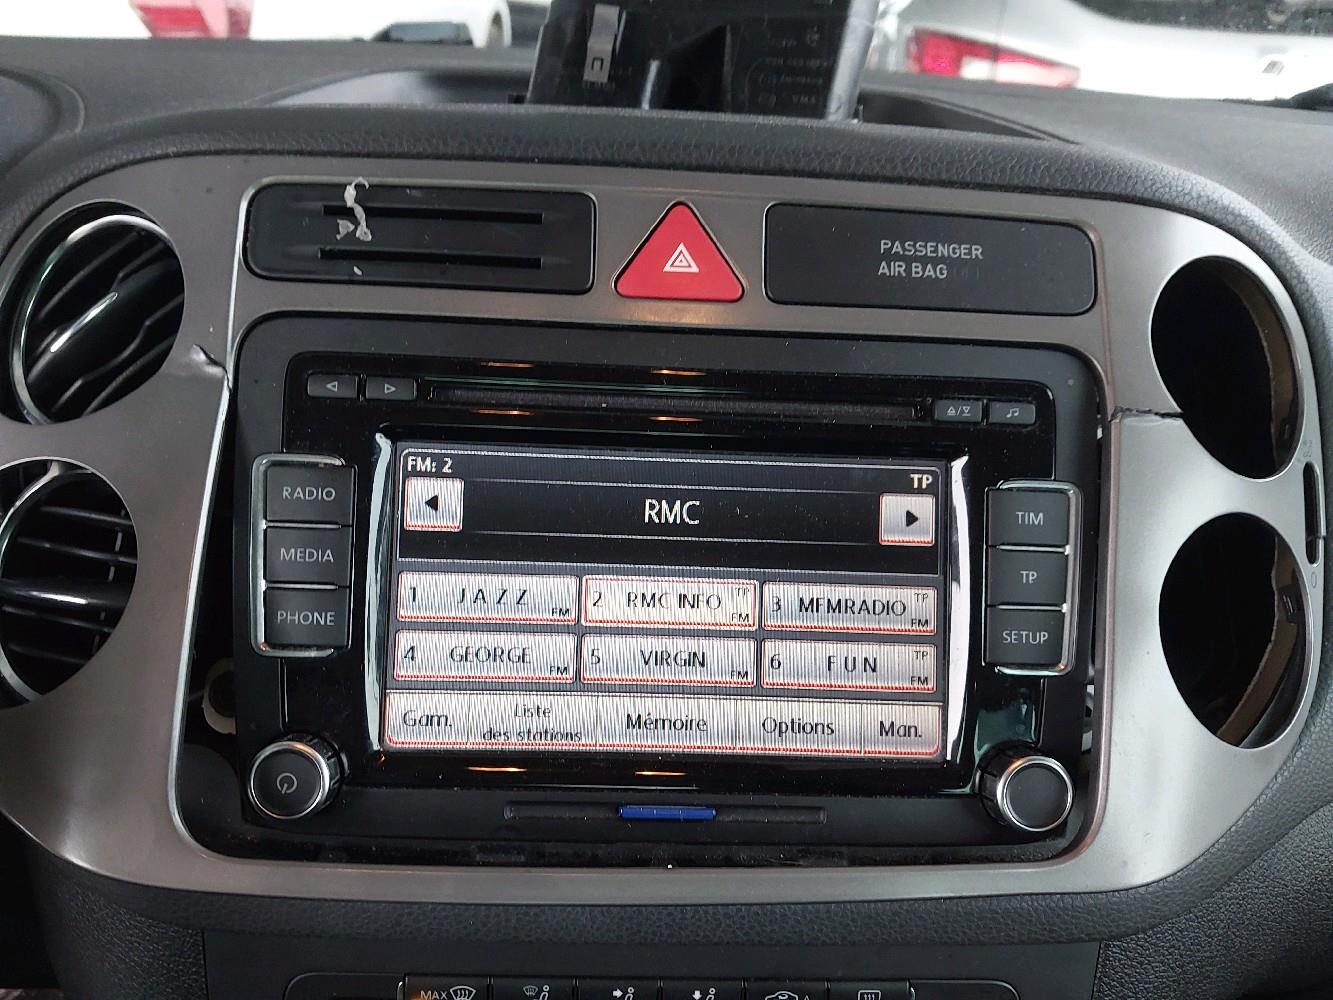 PASSENGER
AIR BAG
FM: 2
TP
RMC
RADIO
MEDIA
PHONE
TIM
TP
SETUP
1 JAZZ FM
2 RMC INFO TP FM
3 MFMRADIO TP FM
4 GEORGE FM
5 VIRGIN FM
6 FUN TP FM
Gam.
Liste
des stations
Mémoire
Options
Man.
MAX